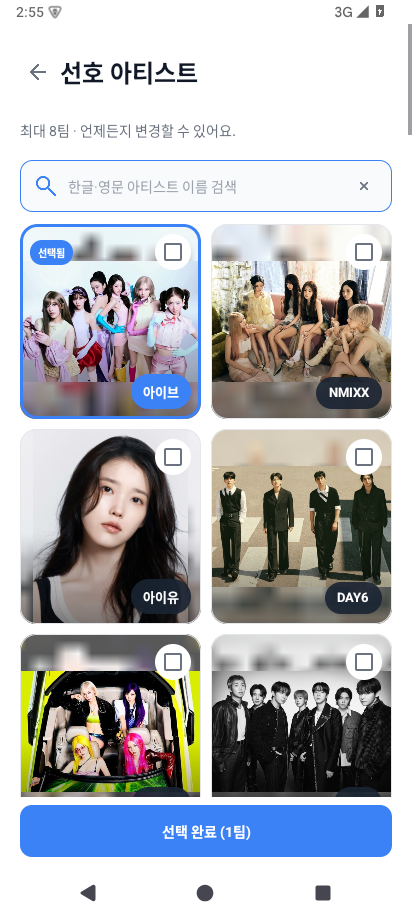 2:55
3G
선호 아티스트
최대 8팀 · 언제든지 변경할 수 있어요.
한글·영문 아티스트 이름 검색
선택됨
아이브
NMIXX
아이유
DAY6
선택 완료 (1팀)